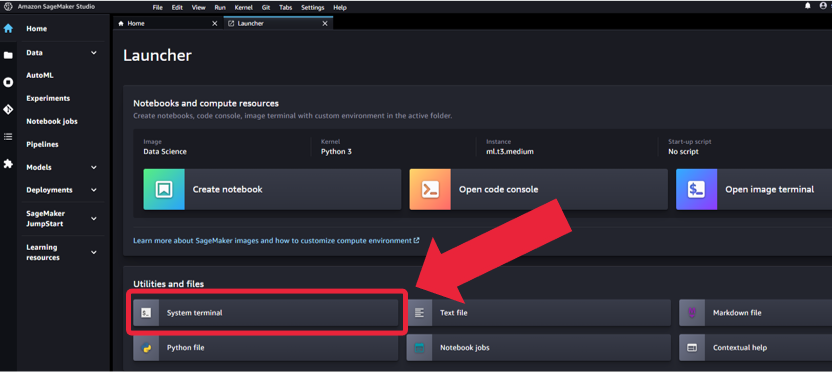 Amazon SageMaker Studio File Edit View Run Kernel Git Tabs Settings Help
Home
Data
AutoML
Experiments
Notebook jobs
Pipelines
Models
Deployments
SageMaker
JumpStart
Learning
resources
Home Launcher
Launcher
Notebooks and compute resources
Create notebooks, code console, image terminal with custom environment in the active folder.
Image Kernel Instance Start-up script
Data Science Python 3 ml.t3.medium No script
Create notebook Open code console Open image terminal
Learn more about SageMaker images and how to customize compute environment
Utilities and files
System terminal Text file Markdown file
Python file Notebook jobs Contextual help